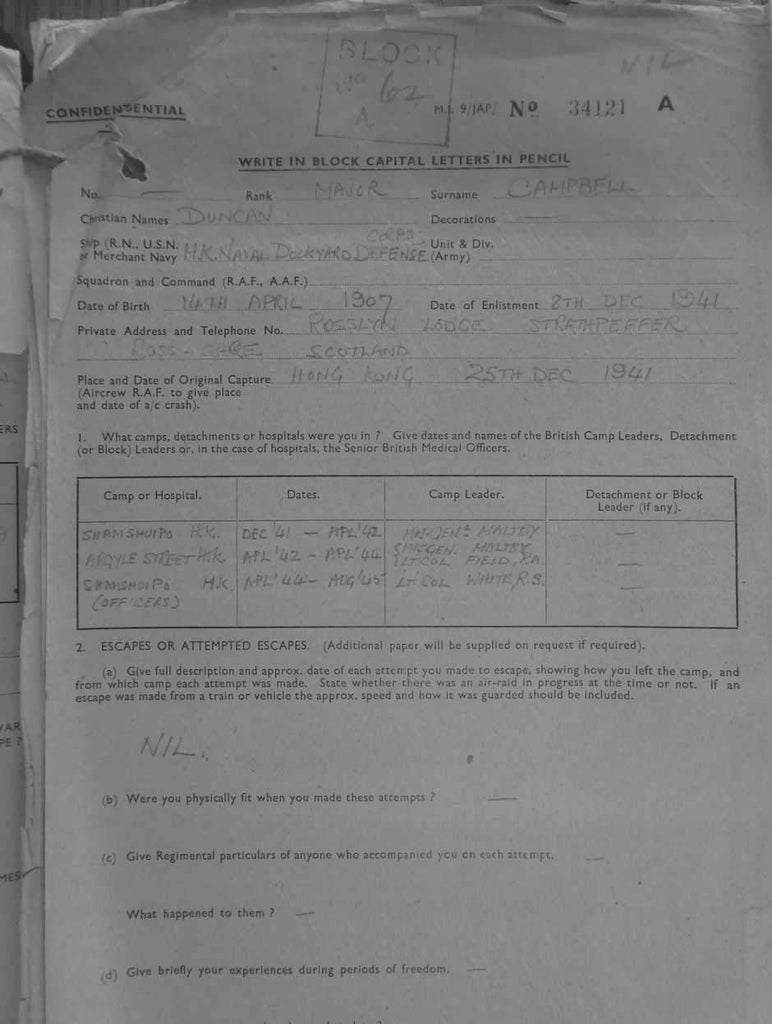 BLOCK
NIL
No 62
A
CONFIDENTIAL
M.I. 9/JAP/ No 34121 A
WRITE IN BLOCK CAPITAL LETTERS IN PENCIL
No. — Rank MAJOR Surname CAMPBELL
Christian Names DUNCAN Decorations —
Ship (R.N., U.S.N. or Merchant Navy H.K. NAVAL DOCKYARD DEFENSE CORPS Unit & Div. (Army)
Squadron and Command (R.A.F., A.A.F.)
Date of Birth 14TH APRIL 1907 Date of Enlistment 8TH DEC 1941
Private Address and Telephone No. ROSSLYN LODGE STRATHPEFFER
ROSS-SHIRE SCOTLAND
Place and Date of Original Capture HONG KONG 25TH DEC 1941
(Aircrew R.A.F. to give place
and date of a/c crash).
1. What camps, detachments or hospitals were you in ? Give dates and names of the British Camp Leaders, Detachment
(or Block) Leaders or, in the case of hospitals, the Senior British Medical Officers.
Camp or Hospital. Dates. Camp Leader. Detachment or Block
Leader (if any).
SHAMSHUIPO H.K. DEC '41 — APL '42 MAJ-GENL MALTBY —
ARGYLE STREET H.K. APL '42 — APL '44 MAJ-GEN. MALTBY
LT COL FIELD, RA —
SHAMSHUIPO H.K. APL '44 — AUG '45 LT COL WHITE, R.S. —
(OFFICERS)
2. ESCAPES OR ATTEMPTED ESCAPES. (Additional paper will be supplied on request if required).
(a) Give full description and approx. date of each attempt you made to escape, showing how you left the camp, and
from which camp each attempt was made. State whether there was an air-raid in progress at the time or not. If an
escape was made from a train or vehicle the approx. speed and how it was guarded should be included.
NIL.
(b) Were you physically fit when you made these attempts ? —
(c) Give Regimental particulars of anyone who accompanied you on each attempt. —
What happened to them ? —
(d) Give briefly your experiences during periods of freedom. —